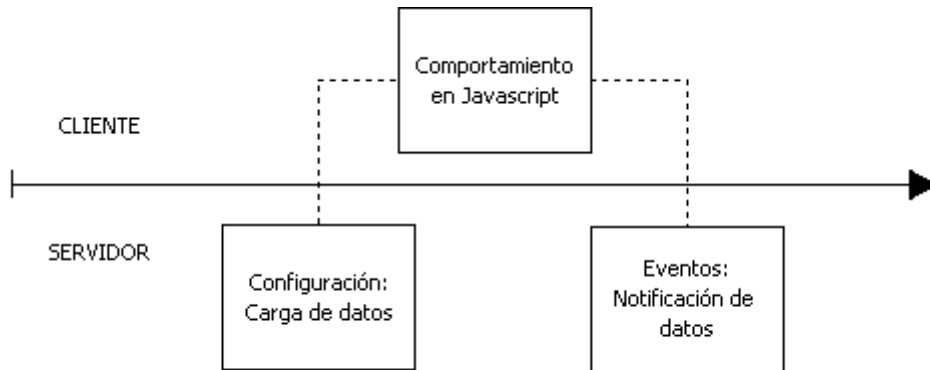 Comportamiento
en Javascript
CLIENTE
SERVIDOR
Configuración:
Carga de datos
Eventos:
Notificación de
datos